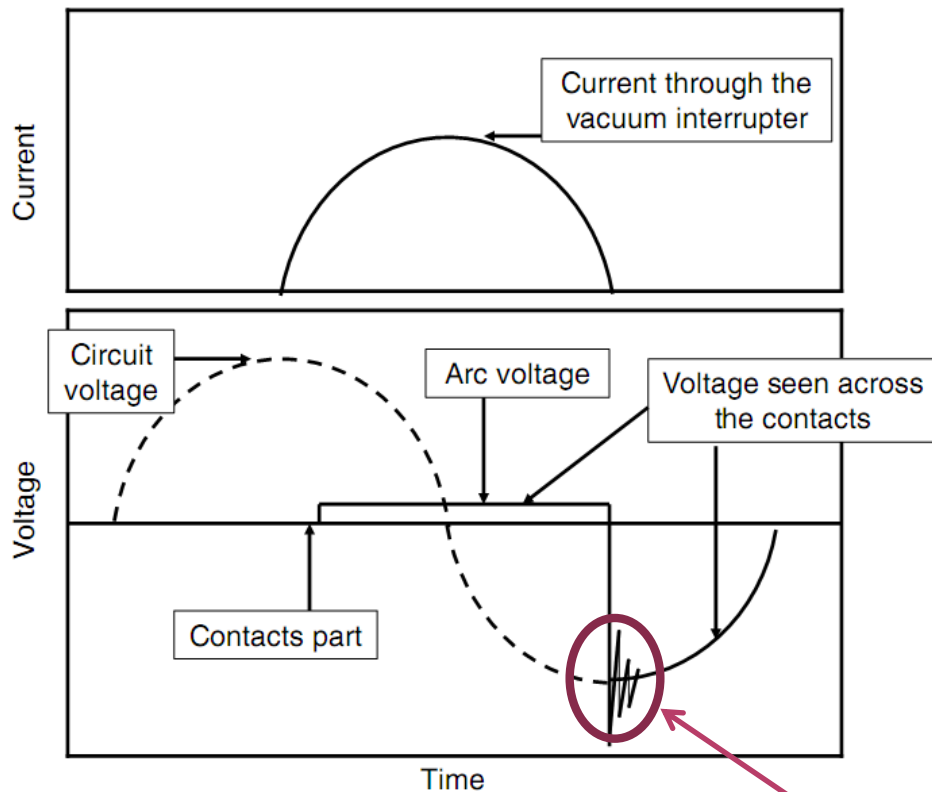 Current through the
vacuum interrupter
Current
Circuit
voltage
Arc voltage
Voltage seen across
the contacts
Voltage
Contacts part
Time